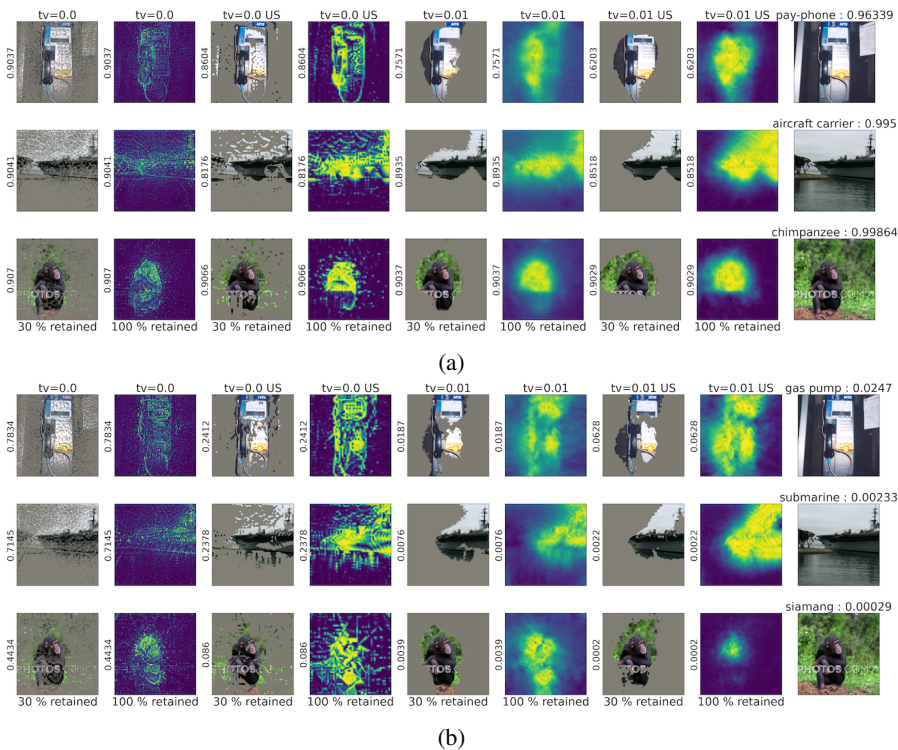 tv=0.0 tv=0.0 tv=0.0 US tv=0.0 US tv=0.01 tv=0.01 tv=0.01 US tv=0.01 US pay-phone : 0.96339
0.9037 0.9037 0.8604 0.8604 0.7571 0.7571 0.6203 0.6203
aircraft carrier : 0.995
0.9041 0.9041 0.8176 0.8176 0.8935 0.8935 0.8518 0.8518
chimpanzee : 0.99864
0.907 0.907 0.9066 0.9066 0.9037 0.9037 0.9029 0.9029
PHOTOS.COM
30 % retained 100 % retained 30 % retained 100 % retained 30 % retained 100 % retained 30 % retained 100 % retained
(a)
tv=0.0 tv=0.0 tv=0.0 US tv=0.0 US tv=0.01 tv=0.01 tv=0.01 US tv=0.01 US gas pump : 0.0247
0.7834 0.7834 0.2412 0.2412 0.0187 0.0187 0.0628 0.0628
submarine : 0.00233
0.7145 0.7145 0.2378 0.2378 0.0076 0.0076 0.0022 0.0022
siamang : 0.00029
0.4434 0.4434 0.086 0.086 0.0039 0.0039 0.0002 0.0002
PHOTOS.COM
30 % retained 100 % retained 30 % retained 100 % retained 30 % retained 100 % retained 30 % retained 100 % retained
(b)